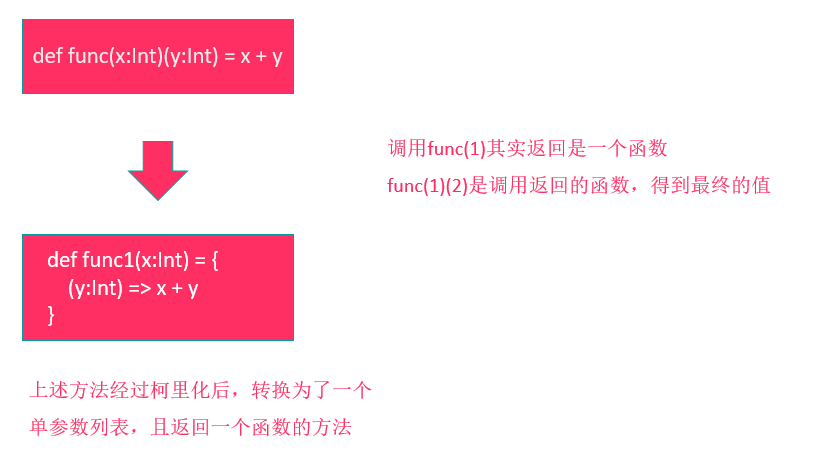 def func(x:Int)(y:Int) = x + y
调用func(1)其实返回是一个函数
func(1)(2)是调用返回的函数，得到最终的值
def func1(x:Int) = {
(y:Int) => x + y
}
上述方法经过柯里化后，转换为了一个
单参数列表，且返回一个函数的方法